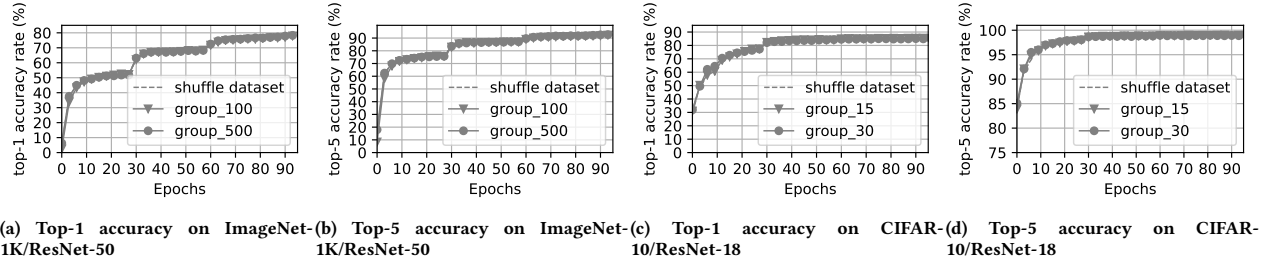 top-1 accuracy rate (%)
80
70
60
50
40
30
20
10
0
shuffle dataset
group_100
group_500
0 10 20 30 40 50 60 70 80 90
Epochs
top-5 accuracy rate (%)
90
80
70
60
50
40
30
20
10
0
shuffle dataset
group_100
group_500
0 10 20 30 40 50 60 70 80 90
Epochs
top-1 accuracy rate (%)
90
80
70
60
50
40
30
20
10
0
shuffle dataset
group_15
group_30
0 10 20 30 40 50 60 70 80 90
Epochs
top-5 accuracy rate (%)
100
95
90
85
80
75
shuffle dataset
group_15
group_30
0 10 20 30 40 50 60 70 80 90
Epochs
(a) Top-1 accuracy on ImageNet-
1K/ResNet-50
(b) Top-5 accuracy on ImageNet-
1K/ResNet-50
(c) Top-1 accuracy on CIFAR-
10/ResNet-18
(d) Top-5 accuracy on CIFAR-
10/ResNet-18